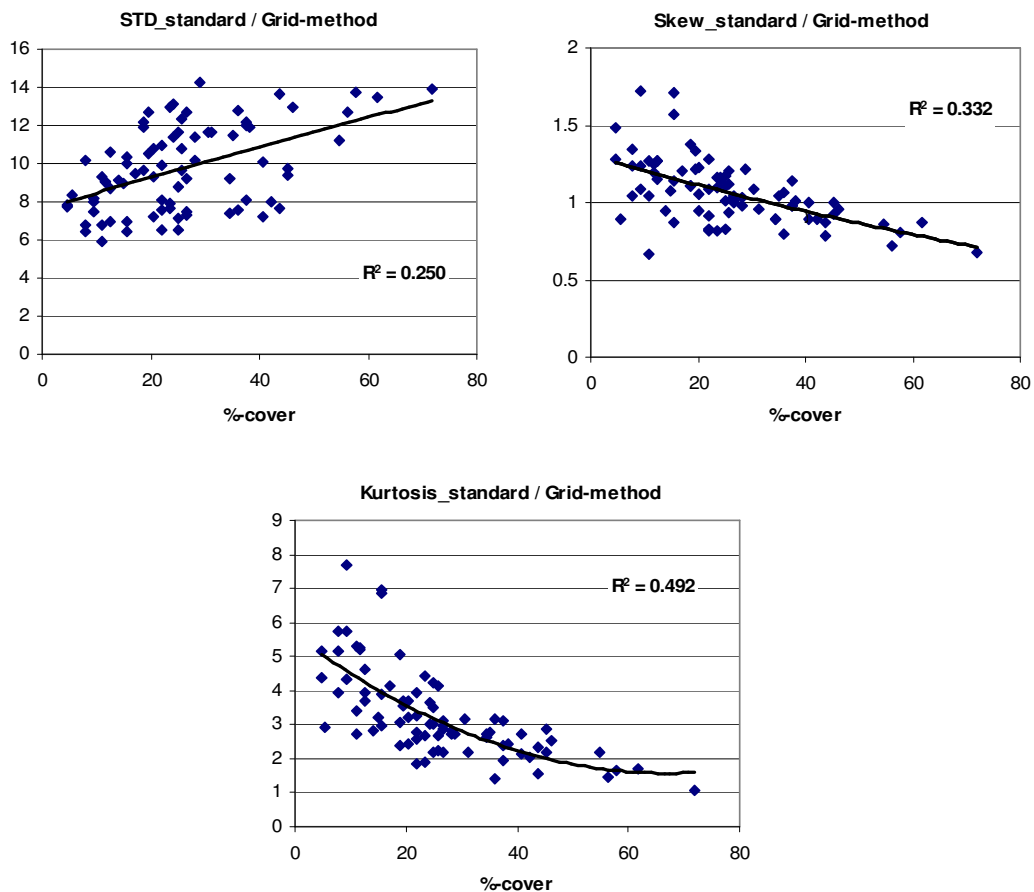 STD_standard / Grid-method
16
14
12
10
8
6
4
2
0
R² = 0.250
0 20 40 60 80
%-cover
Skew_standard / Grid-method
2
1.5
1
0.5
0
R² = 0.332
0 20 40 60 80
%-cover
Kurtosis_standard / Grid-method
9
8
7
6
5
4
3
2
1
0
R² = 0.492
0 20 40 60 80
%-cover